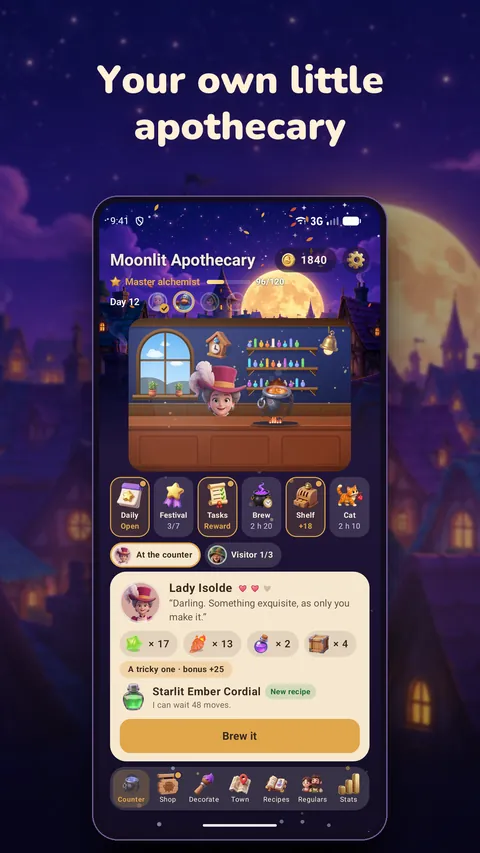 Your own little
apothecary
9:41 3G
Moonlit Apothecary 1840
Master alchemist 96/120
Day 12
Daily Festival Tasks Brew Shelf Cat
Open 3/7 Reward 2 h 20 +18 2 h 10
At the counter Visitor 1/3
Lady Isolde
“Darling. Something exquisite, as only you
make it.”
× 17 × 13 × 2 × 4
A tricky one · bonus +25
Starlit Ember Cordial New recipe
I can wait 48 moves.
Brew it
Counter Shop Decorate Town Recipes Regulars Stats